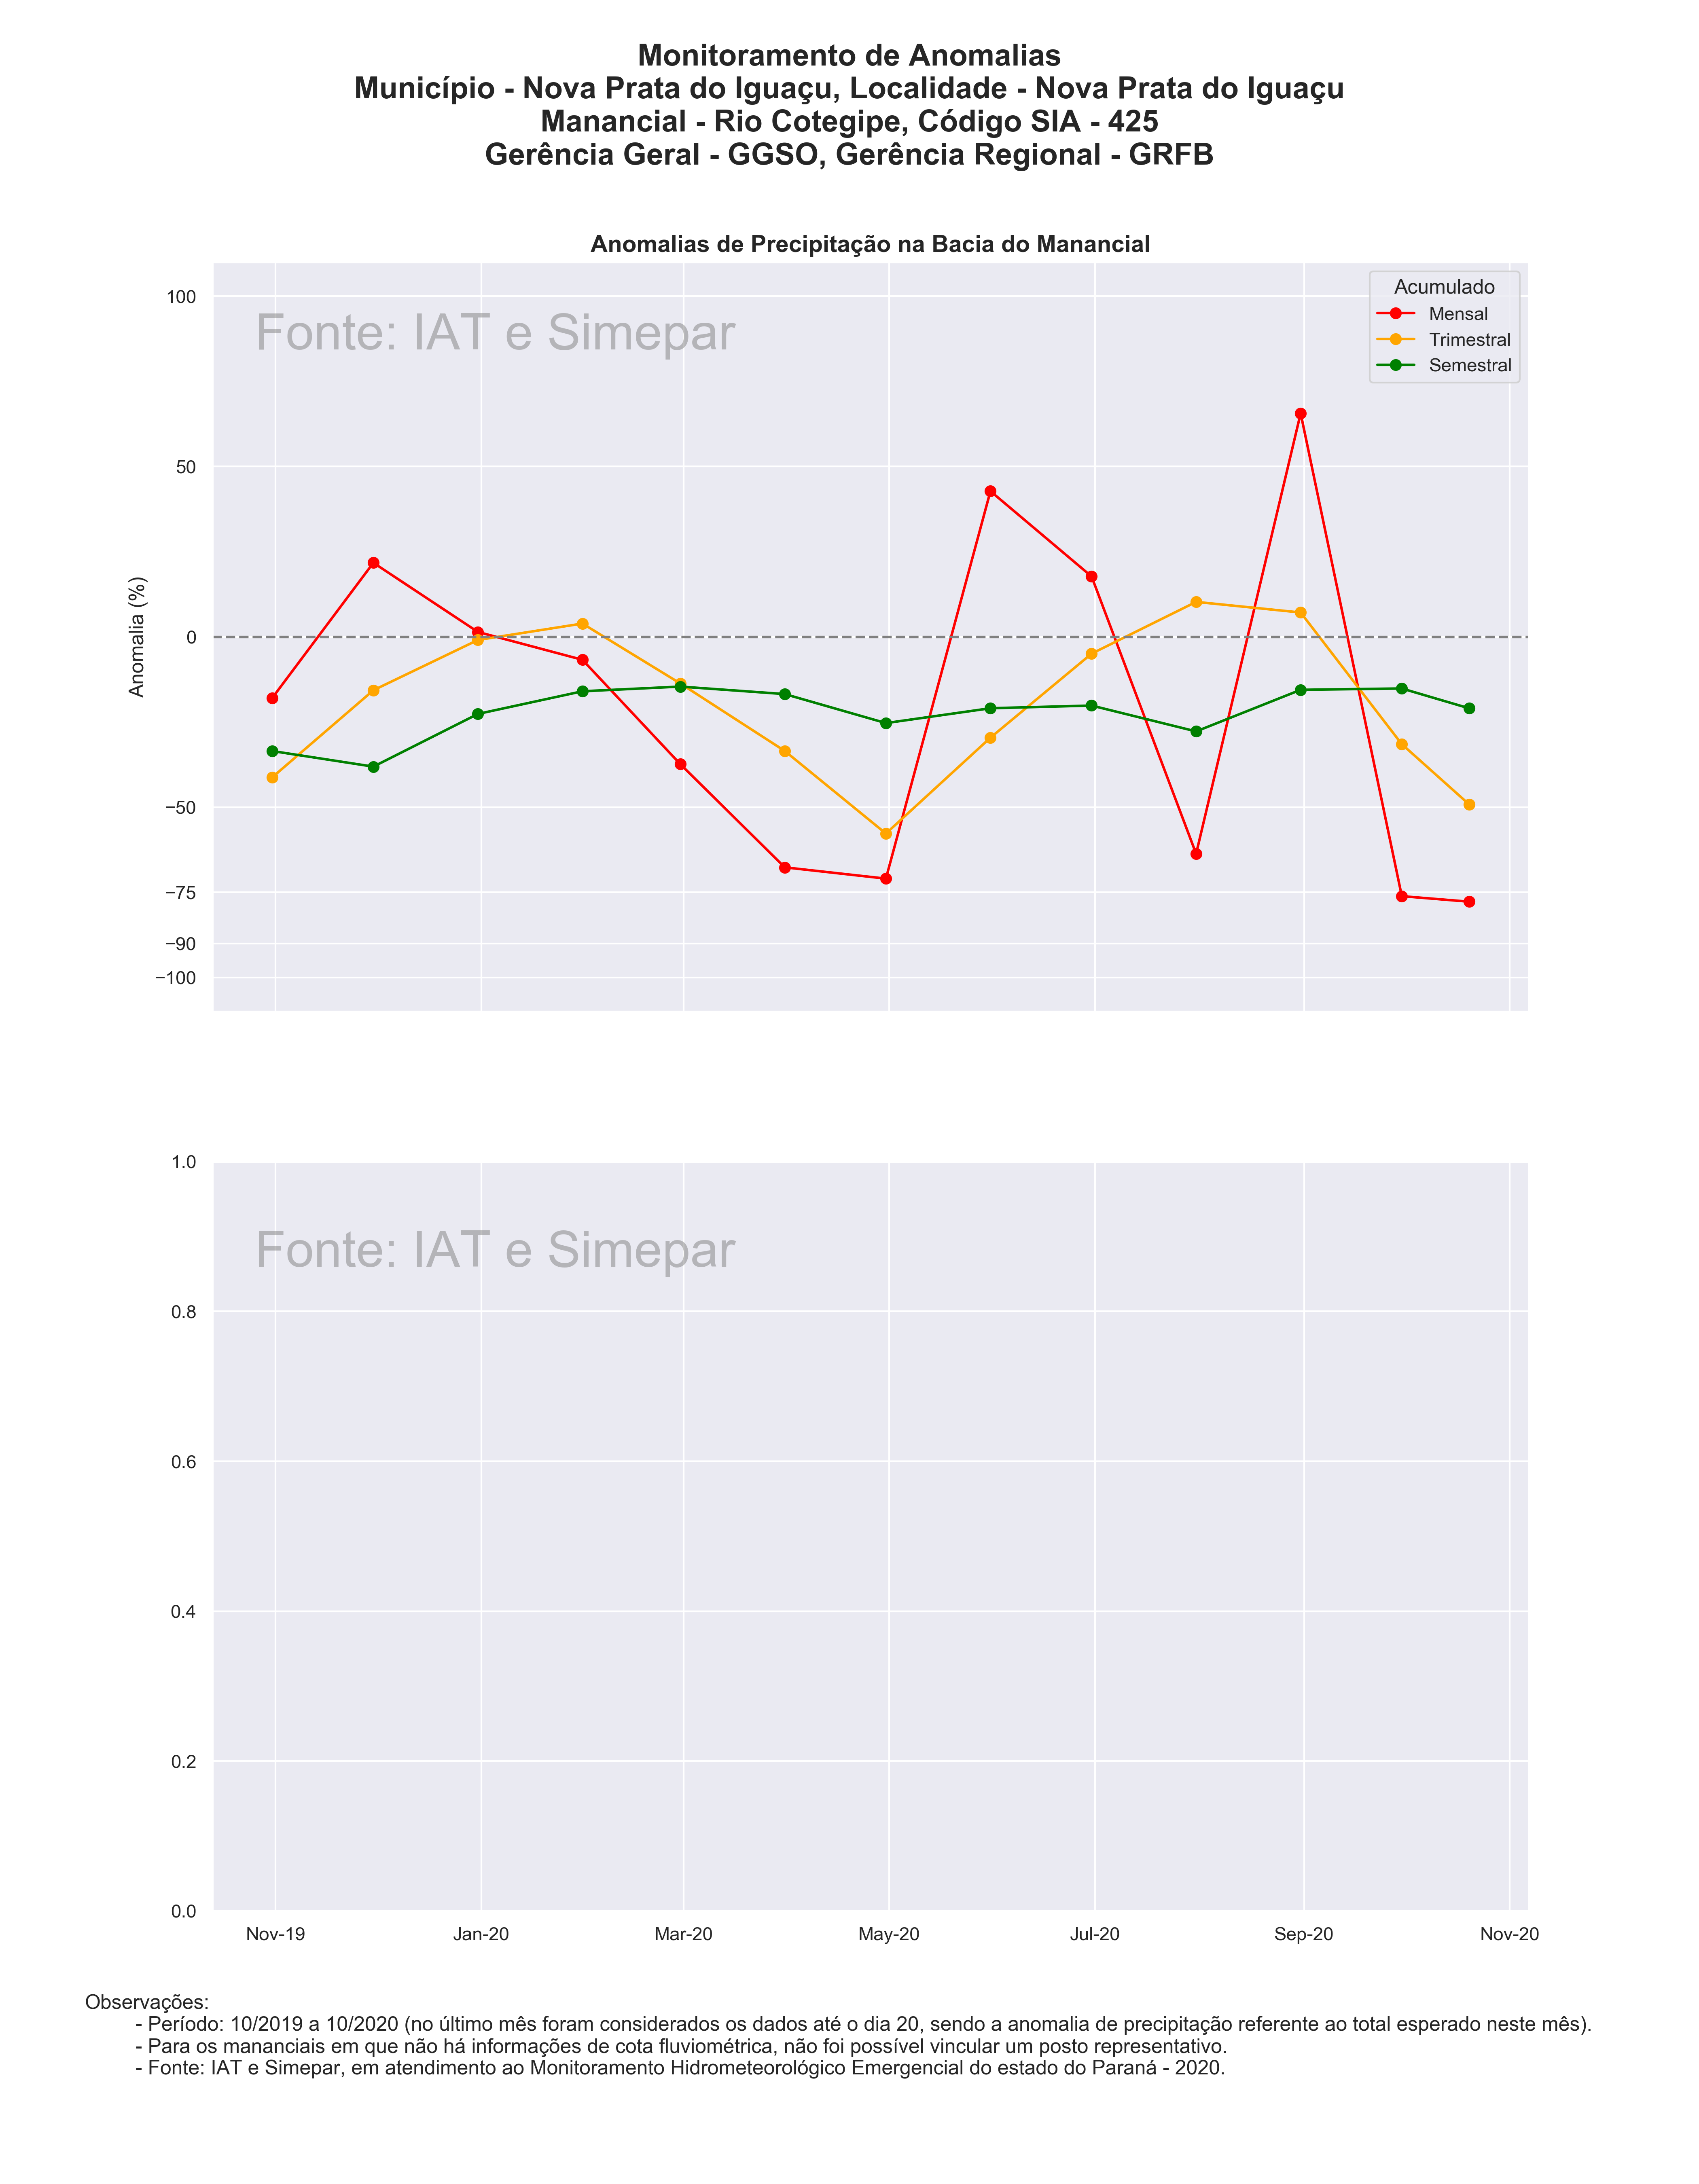 Monitoramento de Anomalias
Município - Nova Prata do Iguaçu, Localidade - Nova Prata do Iguaçu
Manancial - Rio Cotegipe, Código SIA - 425
Gerência Geral - GGSO, Gerência Regional - GRFB
Anomalias de Precipitação na Bacia do Manancial
Fonte: IAT e Simepar
Acumulado
Mensal
Trimestral
Semestral
Anomalia (%)
100
50
0
−50
−75
−90
−100
Fonte: IAT e Simepar
1.0
0.8
0.6
0.4
0.2
0.0
Nov-19 Jan-20 Mar-20 May-20 Jul-20 Sep-20 Nov-20
Observações:
- Período: 10/2019 a 10/2020 (no último mês foram considerados os dados até o dia 20, sendo a anomalia de precipitação referente ao total esperado neste mês).
- Para os mananciais em que não há informações de cota fluviométrica, não foi possível vincular um posto representativo.
- Fonte: IAT e Simepar, em atendimento ao Monitoramento Hidrometeorológico Emergencial do estado do Paraná - 2020.